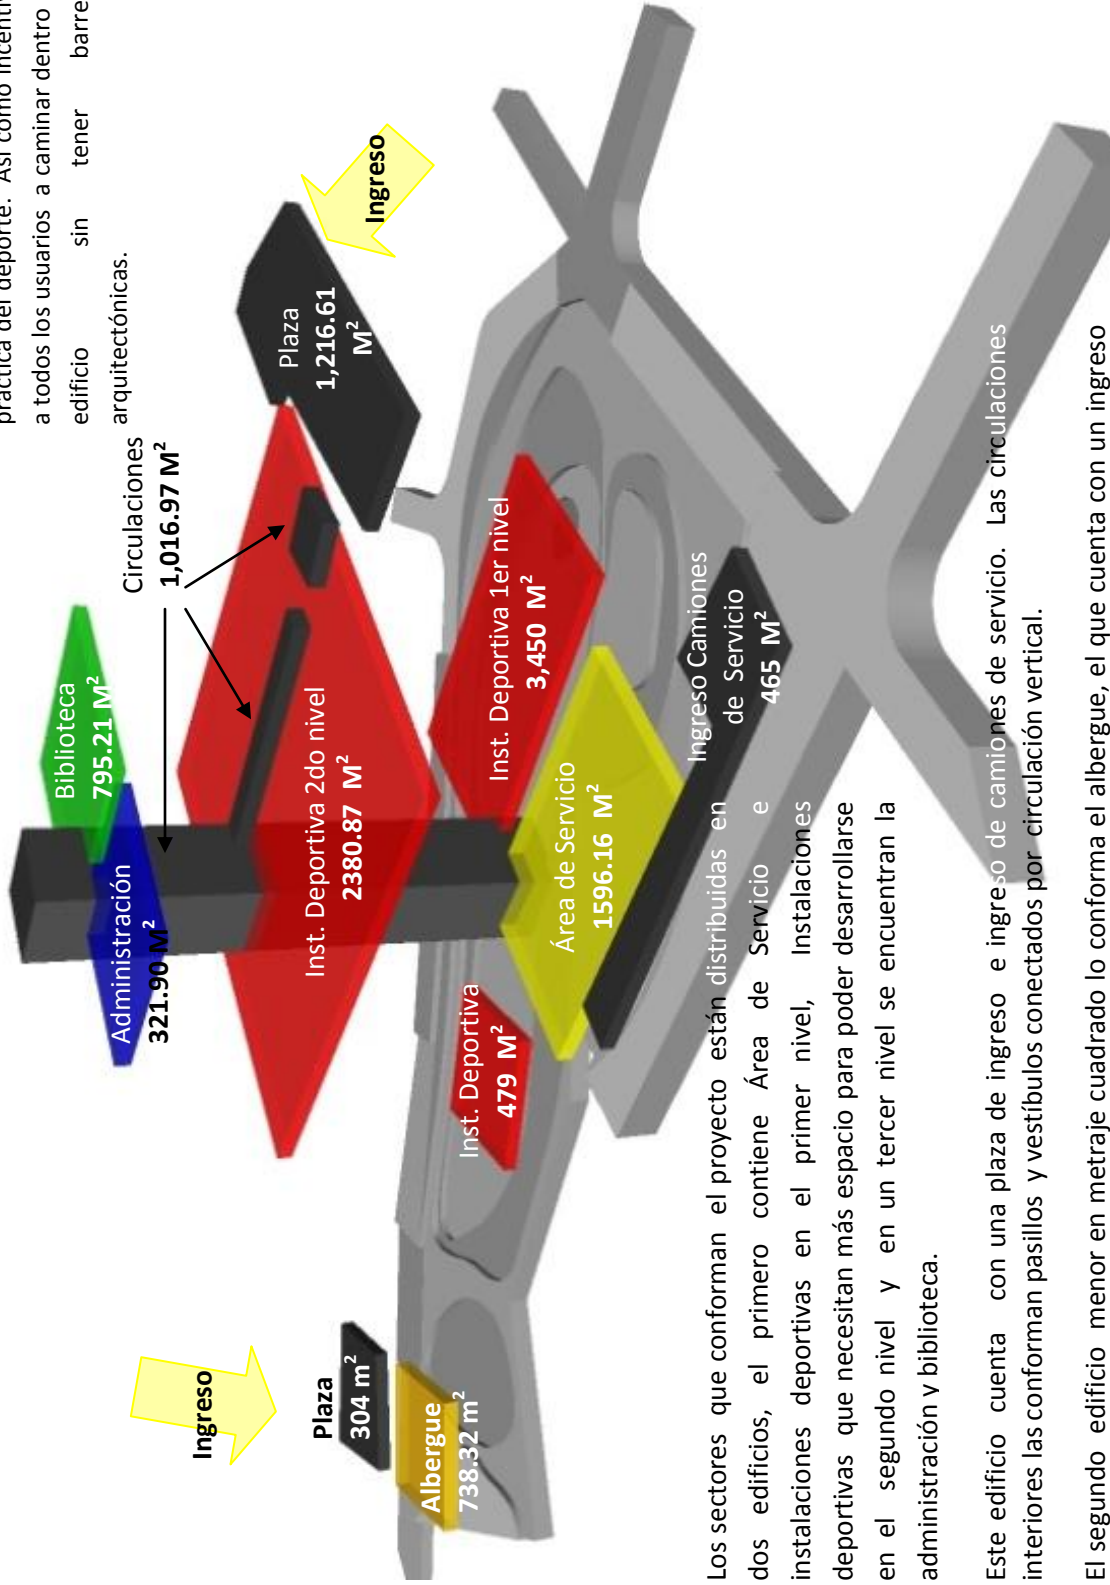 práctica del deporte. Así como
a todos los usuarios a caminar dentro
edificio sin tener
arquitectónicas.
Circulaciones
1,016.97 M²
Biblioteca
795.21 M²
Administración
321.90 M²
Plaza
1,216.61
M²
Ingreso
Inst. Deportiva 2do nivel
2380.87 M²
Inst. Deportiva 1er nivel
3,450 M²
Inst. Deportiva
479 M²
Área de Servicio
1596.16 M²
Ingreso Camiones
de Servicio
465 M²
Ingreso
Plaza
304 m²
Albergue
738.32 m²
Los sectores que conforman el proyecto están distribuidas en
dos edificios, el primero contiene Área de Servicio e
instalaciones deportivas en el primer nivel, Instalaciones
deportivas que necesitan más espacio para poder desarrollarse
en el segundo nivel y en un tercer nivel se encuentran la
administración y biblioteca.
Este edificio cuenta con una plaza de ingreso e ingreso de camiones de servicio. Las circulaciones
interiores las conforman pasillos y vestíbulos conectados por circulación vertical.
El segundo edificio menor en metraje cuadrado lo conforma el albergue, el que cuenta con un ingreso